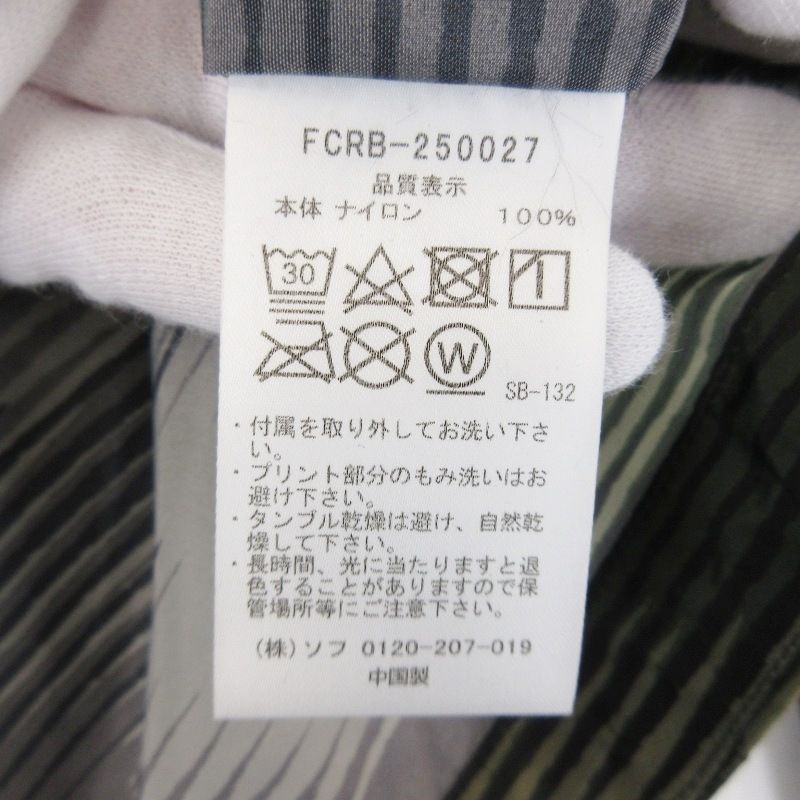 FCRB-250027
品質表示
本体 ナイロン 100%
30
W
SB-132
・付属を取り外してお洗い下さ
い。
・プリント部分のもみ洗いはお
避け下さい。
・タンブル乾燥は避け、自然乾
燥して下さい。
・長時間、光に当たりますと退
色することがありますので保
管場所等にご注意下さい。
(株)ソフ 0120-207-019
中国製